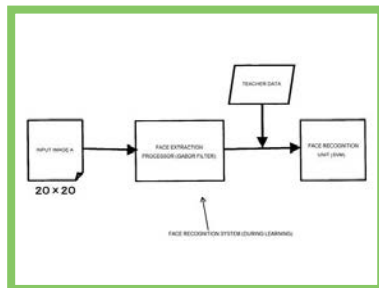 TEACHER DATA
INPUT IMAGE A
FACE EXTRACTION
PROCESSOR (GABOR FILTER)
FACE RECOGNITION
UNIT (SVM)
20 × 20
FACE RECOGNITION SYSTEM (DURING LEARNING)